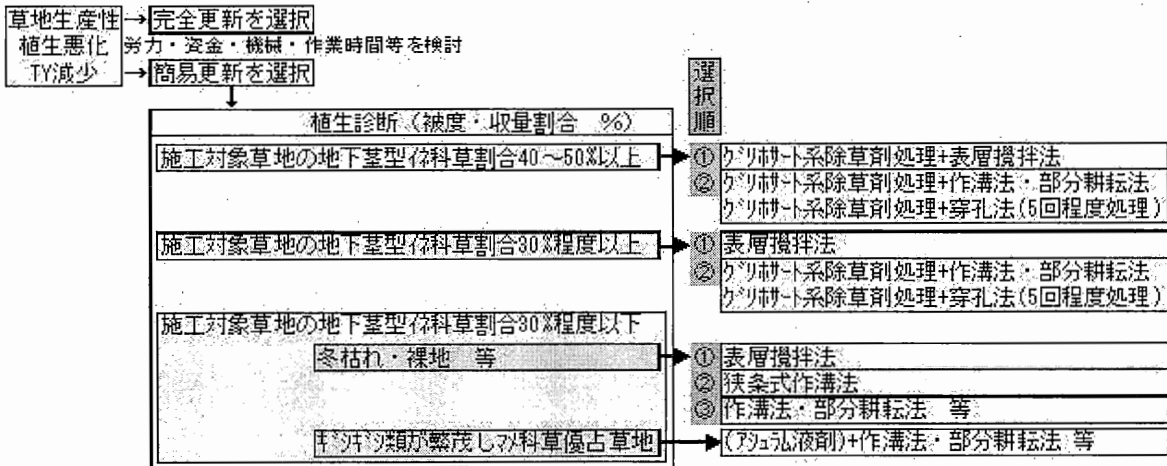 草地生産性→完全更新を選択
植生悪化 労力・資金・機械・作業時間等を検討
TY減少→簡易更新を選択
選択順
植生診断(被度・収量割合 %)
施工対象草地の地下茎型イネ科草割合40~50%以上
①グリホサート系除草剤処理+表層攪拌法
②グリホサート系除草剤処理+作溝法・部分耕転法
グリホサート系除草剤処理+穿孔法(5回程度処理)
施工対象草地の地下茎型イネ科草割合30%程度以上
①表層攪拌法
②グリホサート系除草剤処理+作溝法・部分耕転法
グリホサート系除草剤処理+穿孔法(5回程度処理)
施工対象草地の地下茎型イネ科草割合30%程度以下
冬枯れ・裸地 等
①表層攪拌法
②狭条式作溝法
③作溝法・部分耕転法 等
ギシギシ類が繁茂しマメ科草優占草地
(アシュラム液剤)+作溝法・部分耕転法 等